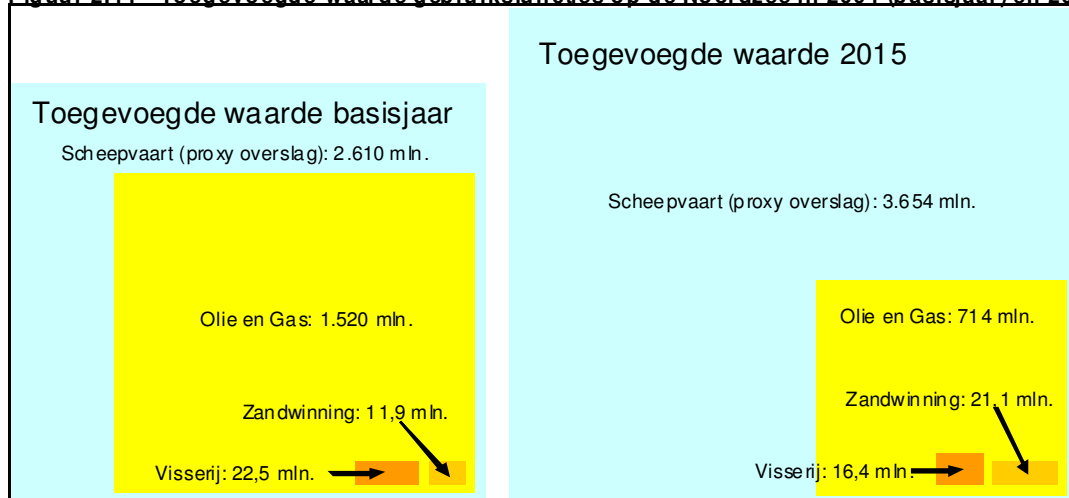 Toegevoegde waarde basisjaar
Scheepvaart (proxy overslag): 2.610 mln.
Olie en Gas: 1.520 mln.
Zandwinning: 11,9 mln.
Visserij: 22,5 mln.
Toegevoegde waarde 2015
Scheepvaart (proxy overslag): 3.654 mln.
Olie en Gas: 714 mln.
Zandwinning: 21,1 mln.
Visserij: 16,4 mln